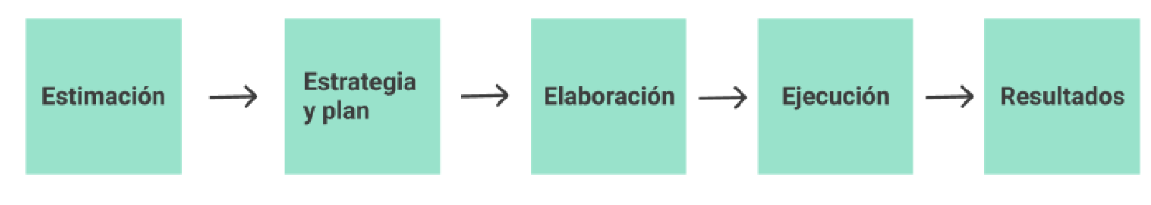 Estimación
Estrategia
y plan
Elaboración
Ejecución
Resultados